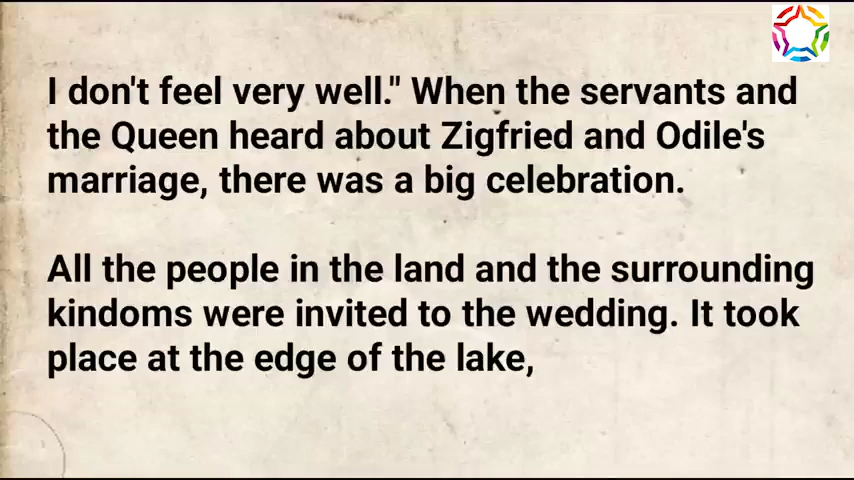 I don't feel very well." When the servants and
the Queen heard about Zigfried and Odile's
marriage, there was a big celebration.
All the people in the land and the surrounding
kindoms were invited to the wedding. It took
place at the edge of the lake,